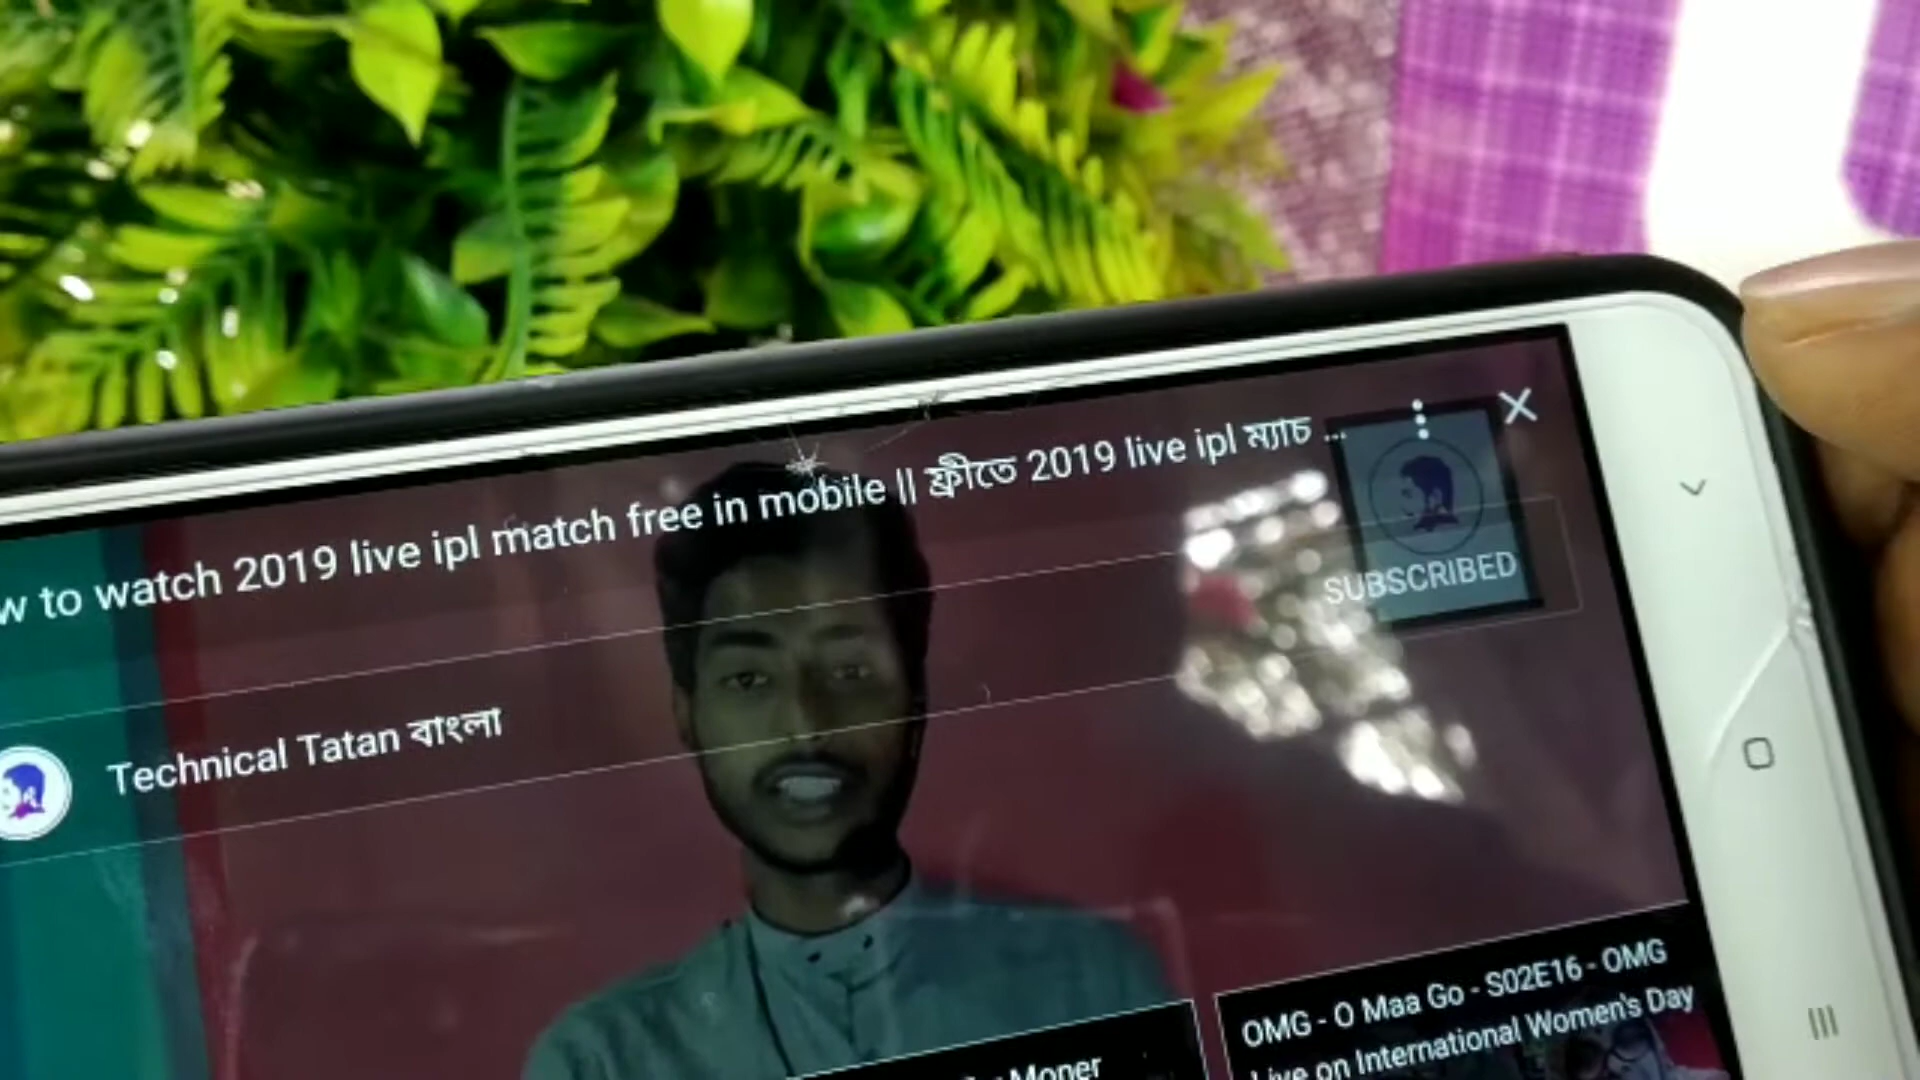 w to watch 2019 live ipl match free in mobile || ফ্রীতে 2019 live ipl ম্যাচ ...
SUBSCRIBED
Technical Tatan বাংলা
OMG - O Maa Go - S02E16 - OMG
Live on International Women's Day
Moner